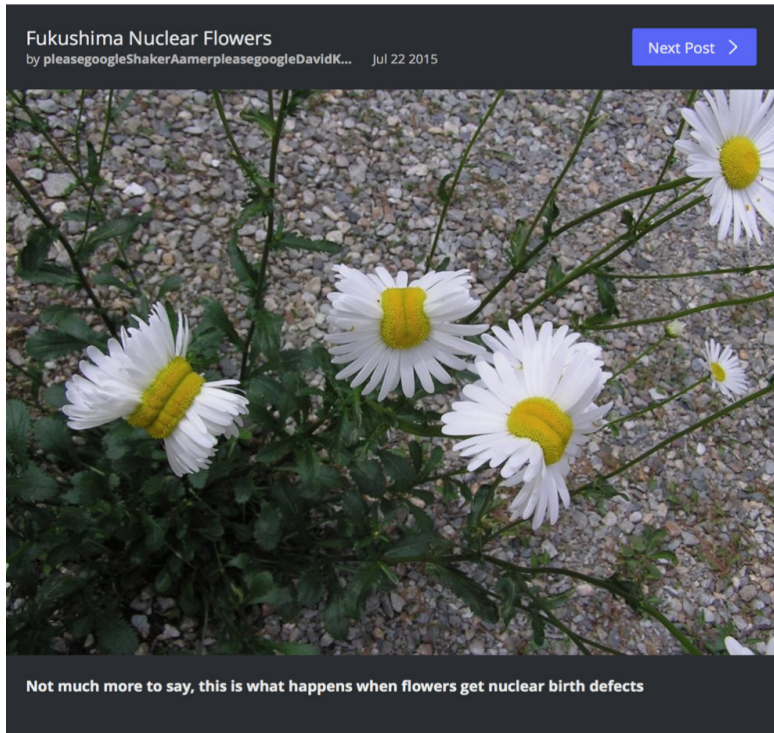 Fukushima Nuclear Flowers
by pleasegoogleShakerAamerpleasegoogleDavidK... Jul 22 2015
Next Post
Not much more to say, this is what happens when flowers get nuclear birth defects